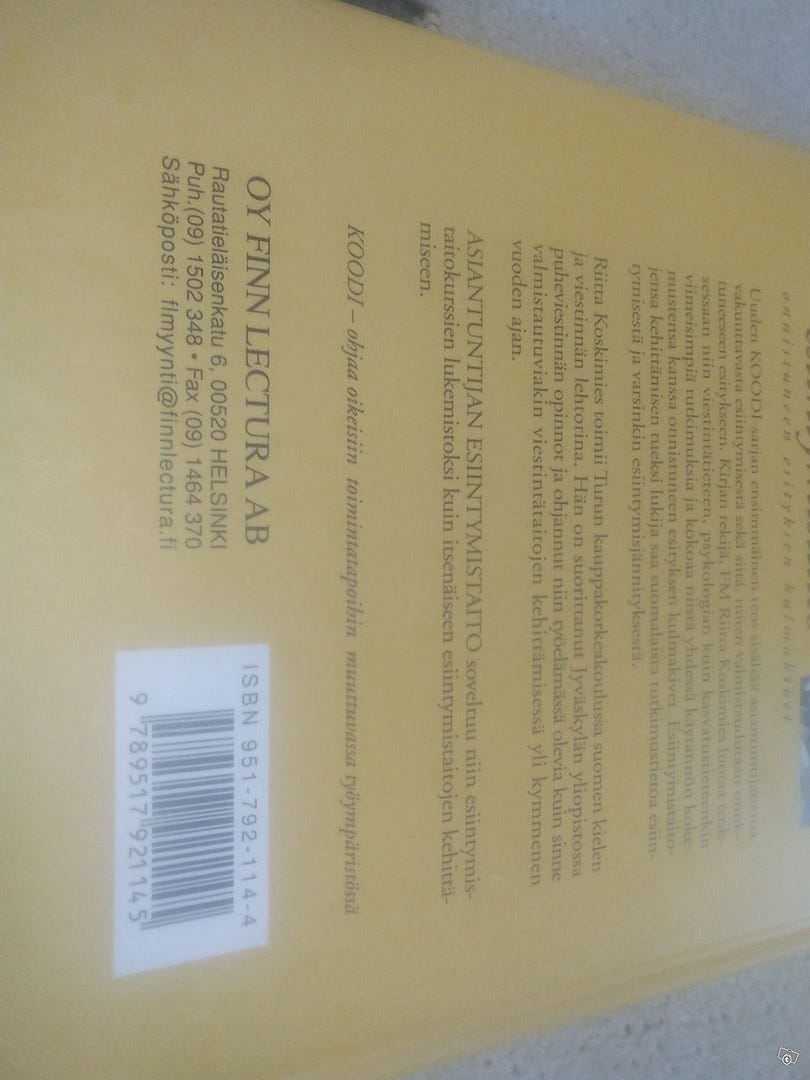 onnistuneen esityksen kulmakivet
Uuden KOODI-sarjan ensimmäinen teos sisältää asiantuntijuutta
vakuuttavasta esiintymisestä sekä siitä, miten valmistaudutaan onnis-
tuneeseen esitykseen. Kirjan tekijä, FM Riitta Koskimies luotaa teok-
sessaan niin viestintätieteen, psykologian kuin kasvatustieteenkin
viimeisimpiä tutkimuksia ja kokoaa niistä yhdessä käytännön koke-
mustensa kanssa onnistuneen esityksen kulmakivet. Esiintymistaito-
jensa kehittämisen tueksi lukija saa suomalaista tutkimustietoa esiin-
tymisestä ja varsinkin esiintymisjännityksestä.
Riitta Koskimies toimii Turun kauppakorkeakoulussa suomen kielen
ja viestinnän lehtorina. Hän on suorittanut Jyväskylän yliopistossa
puheviestinnän opinnot ja ohjannut niin työelämässä olevia kuin sinne
valmistautuviakin viestintätaitojen kehittämisessä yli kymmenen
vuoden ajan.
ASIANTUNTIJAN ESIINTYMISTAITO soveltuu niin esiintymis-
taitokurssien lukemistoksi kuin itsenäiseen esiintymistaitojen kehittä-
miseen.
KOODI – ohjaa oikeisiin toimintatapoihin muuttuvassa työympäristössä
OY FINN LECTURA AB
Rautatieläisenkatu 6, 00520 HELSINKI
Puh.(09) 1502 348 • Fax (09) 1464 370
Sähköposti: flmyynti@finnlectura.fi
ISBN 951-792-114-4
9 789517 921145